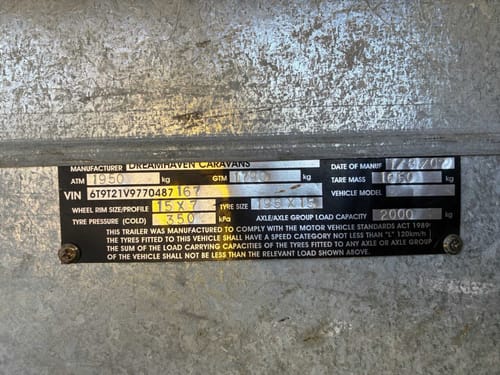 MANUFACTURER DREAMHAVEN CARAVANS DATE OF MANUF
ATM 1950 kg GTM kg TARE MASS kg
VIN 6T9T21V9770487167 VEHICLE MODEL
WHEEL RIM SIZE/PROFILE 15X7 TYRE SIZE 195X15
TYRE PRESSURE (COLD) 350 kPa AXLE/AXLE GROUP LOAD CAPACITY 2000 kg
THIS TRAILER WAS MANUFACTURED TO COMPLY WITH THE MOTOR VEHICLE STANDARDS ACT 1989
THE TYRES FITTED TO THIS VEHICLE SHALL HAVE A SPEED CATEGORY NOT LESS THAN "L" 120km/h
THE SUM OF THE LOAD CARRYING CAPACITIES OF THE TYRES FITTED TO ANY AXLE OR AXLE GROUP
OF THE VEHICLE SHALL NOT BE LESS THAN THE RELEVANT LOAD SHOWN ABOVE.